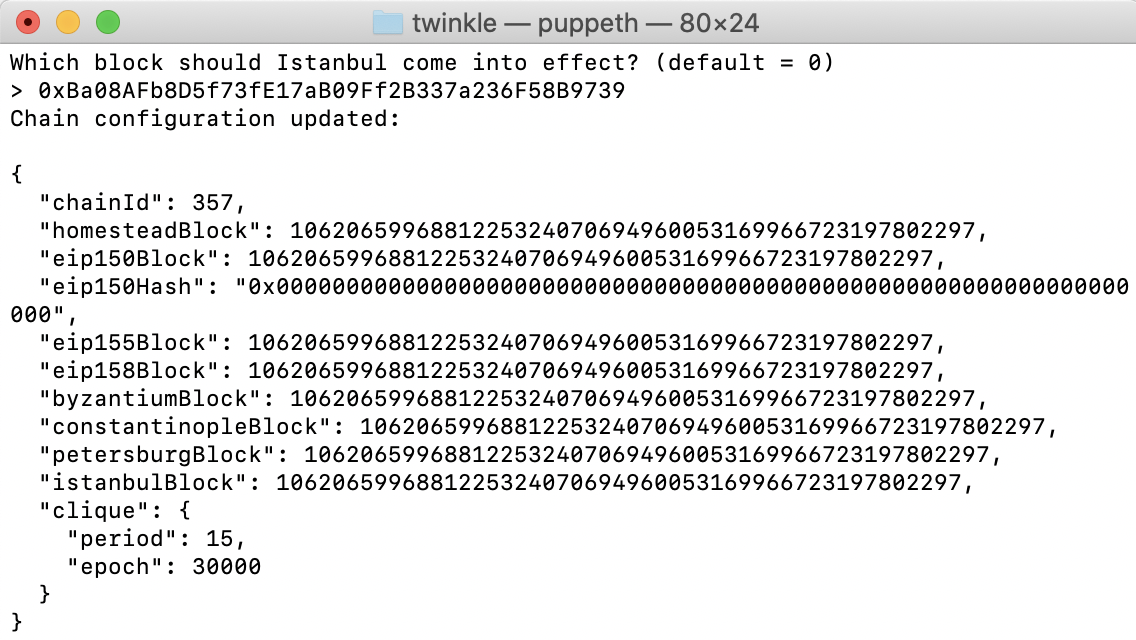 twinkle — puppeth — 80×24
Which block should Istanbul come into effect? (default = 0)
> 0xBa08AFb8D5f73fE17aB09Ff2B337a236F58B9739
Chain configuration updated:
{
  "chainId": 357,
  "homesteadBlock": 1062065996881225324070694960053169966723197802297,
  "eip150Block": 1062065996881225324070694960053169966723197802297,
  "eip150Hash": "0x0000000000000000000000000000000000000000000000000000000000000
000",
  "eip155Block": 1062065996881225324070694960053169966723197802297,
  "eip158Block": 1062065996881225324070694960053169966723197802297,
  "byzantiumBlock": 1062065996881225324070694960053169966723197802297,
  "constantinopleBlock": 1062065996881225324070694960053169966723197802297,
  "petersburgBlock": 1062065996881225324070694960053169966723197802297,
  "istanbulBlock": 1062065996881225324070694960053169966723197802297,
  "clique": {
    "period": 15,
    "epoch": 30000
  }
}